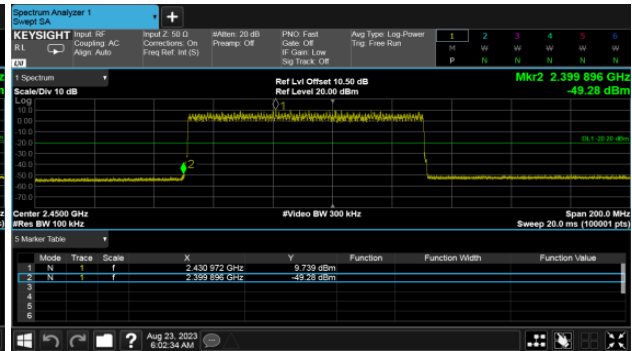 Spectrum Analyzer 1
Swept SA
+
KEYSIGHT Input: RF Input Z: 50 Ω #Atten: 20 dB PNO: Fast Avg Type: Log-Power 1 2 3 4 5 6
RL Coupling: AC Corrections: On Preamp: Off Gate: Off Trig: Free Run M W W W W W
Align: Auto Freq Ref: Int (S) IF Gain: Low P N N N N N
LXI Sig Track: Off
1 Spectrum Ref Lvl Offset 10.50 dB Mkr2 2.399 896 GHz
Scale/Div 10 dB Ref Level 20.00 dBm -49.28 dBm
Log
10.0 1
0.00
-10.0
-20.0
-30.0
-40.0 2
-50.0
-60.0
-70.0
Center 2.4500 GHz #Video BW 300 kHz Span 200.0 MHz
#Res BW 100 kHz Sweep 20.0 ms (100001 pts)
5 Marker Table
Mode Trace Scale X Y Function Function Width Function Value
1 N 1 f 2.430 972 GHz 9.739 dBm
2 N 1 f 2.399 896 GHz -49.28 dBm
3
4
5
6
? Aug 23, 2023
6:02:34 AM